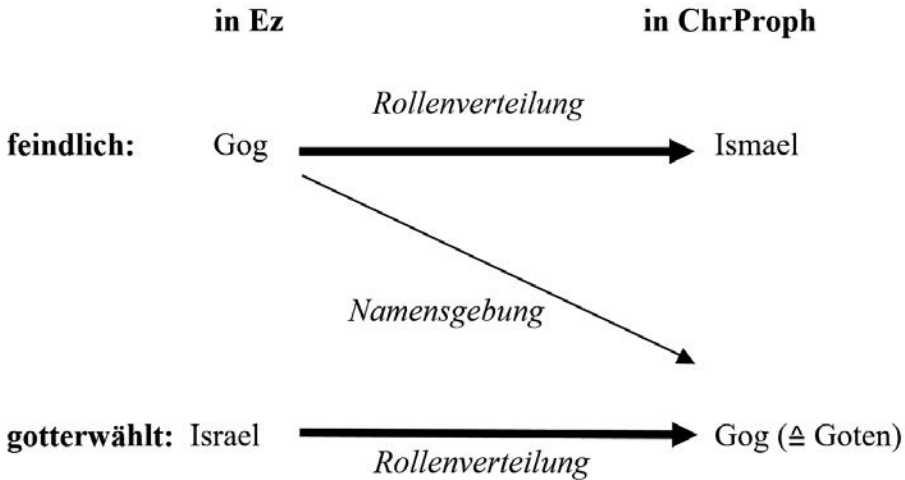 in Ez in ChrProph
Rollenverteilung
feindlich: Gog Ismael
Namensgebung
gotterwählt: Israel Gog (≙ Goten)
Rollenverteilung